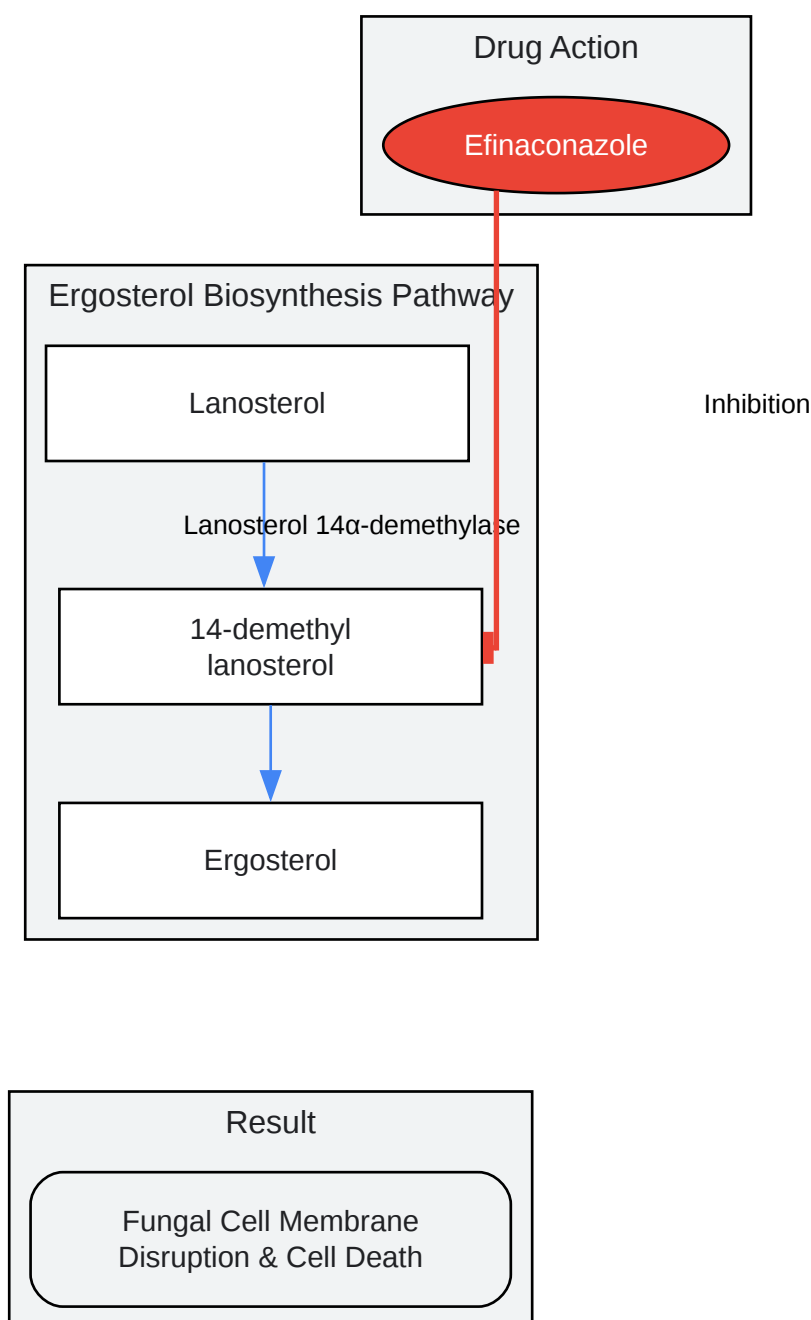 Drug Action
Efinaconazole
Ergosterol Biosynthesis Pathway
Lanosterol
Inhibition
Lanosterol 14α-demethylase
14-demethyl
lanosterol
Ergosterol
Result
Fungal Cell Membrane
Disruption & Cell Death